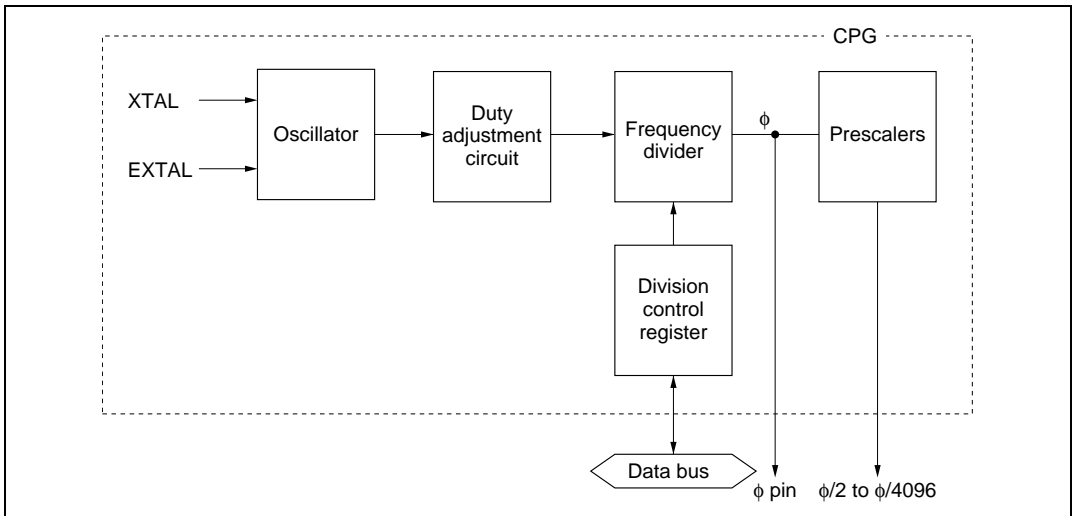 CPG
XTAL
EXTAL
Oscillator
Duty
adjustment
circuit
Frequency
divider
ϕ
Prescalers
Division
control
register
Data bus
ϕ pin
ϕ/2 to ϕ/4096